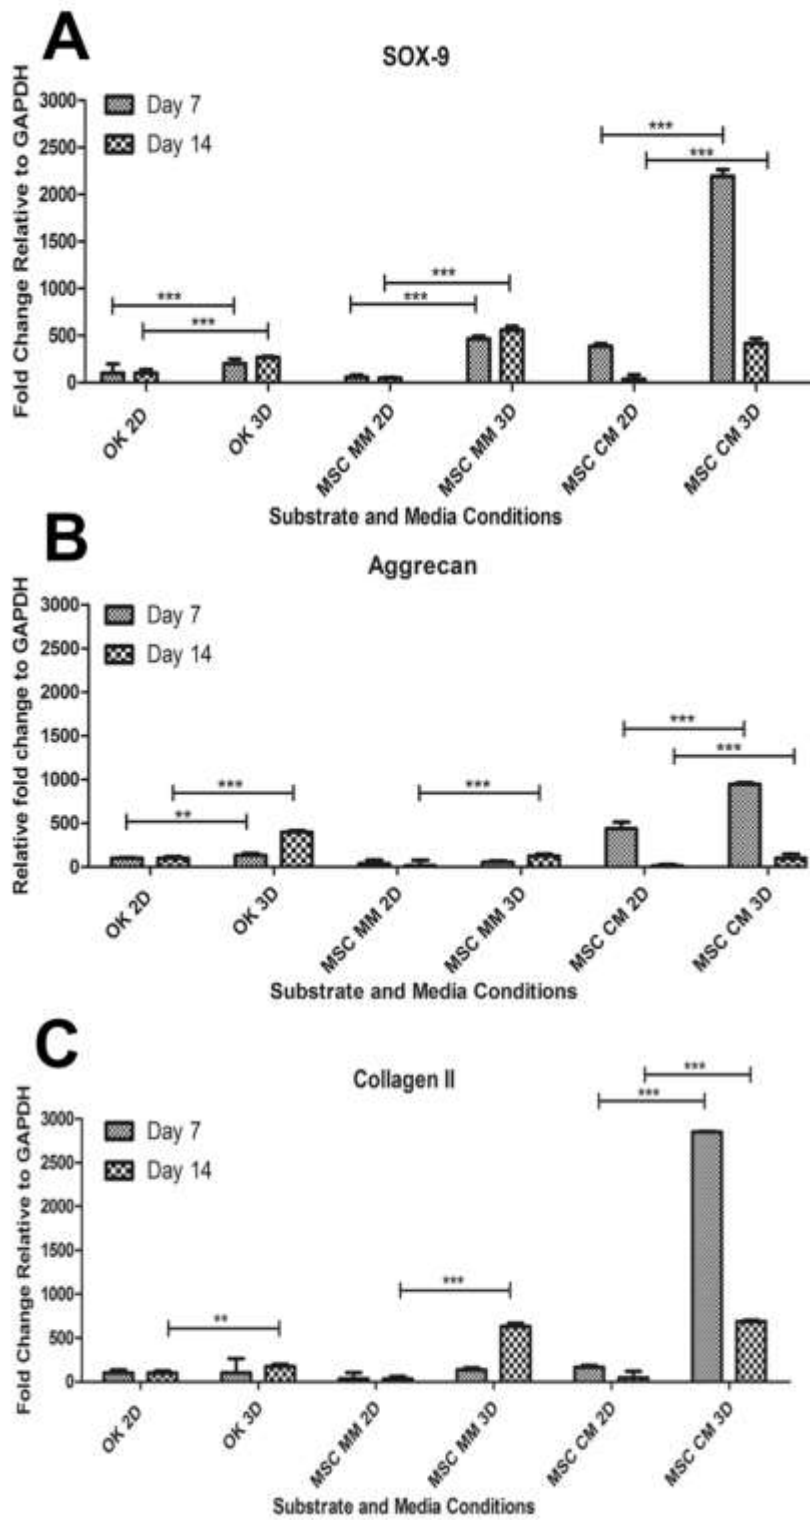 A
SOX-9
Fold Change Relative to GAPDH
3000
2500
2000
1500
1000
500
0
Day 7
Day 14
***
***
***
***
***
***
OK 2D
OK 3D
MSC MM 2D
MSC MM 3D
MSC CM 2D
MSC CM 3D
Substrate and Media Conditions
B
Aggrecan
Relative fold change to GAPDH
3000
2500
2000
1500
1000
500
0
Day 7
Day 14
***
***
***
***
**
OK 2D
OK 3D
MSC MM 2D
MSC MM 3D
MSC CM 2D
MSC CM 3D
Substrate and Media Conditions
C
Collagen II
Fold Change Relative to GAPDH
3000
2500
2000
1500
1000
500
0
Day 7
Day 14
***
***
***
**
OK 2D
OK 3D
MSC MM 2D
MSC MM 3D
MSC CM 2D
MSC CM 3D
Substrate and Media Conditions